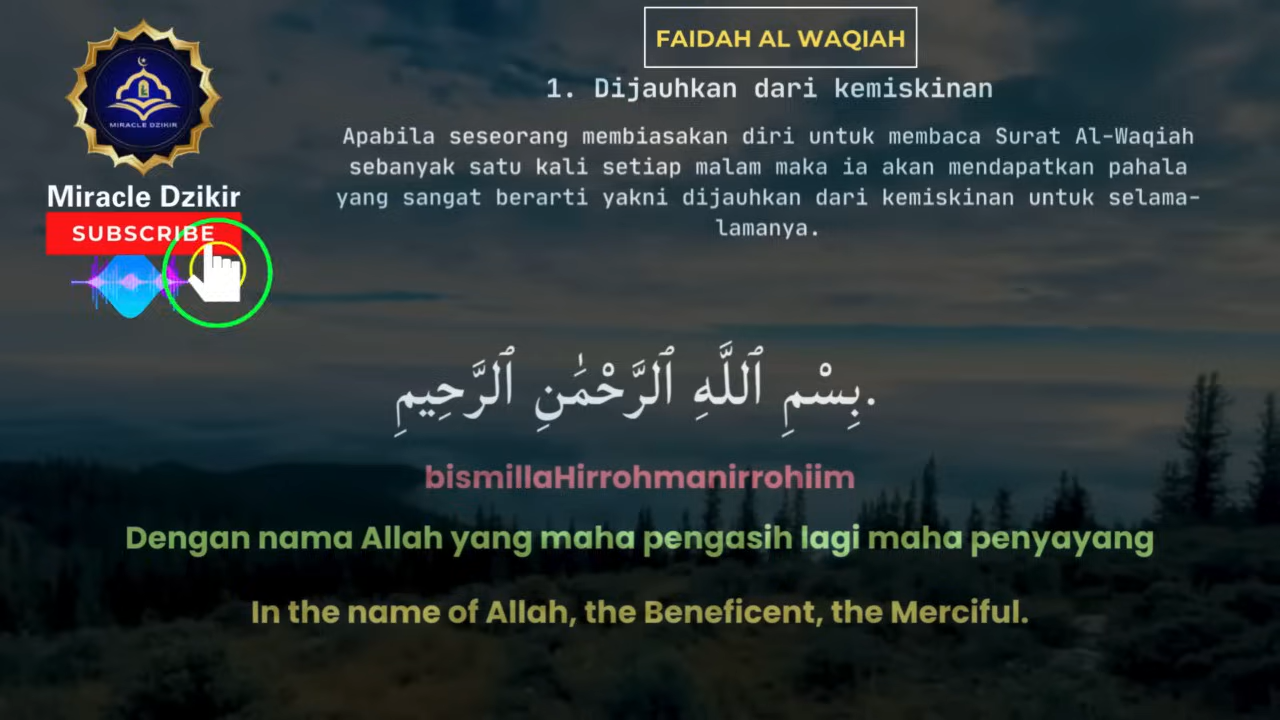 FAIDAH AL WAQIAH
1. Dijauhkan dari kemiskinan
Apabila seseorang membiasakan diri untuk membaca Surat Al-Waqiah
sebanyak satu kali setiap malam maka ia akan mendapatkan pahala
yang sangat berarti yakni dijauhkan dari kemiskinan untuk selama-
lamanya.
MIRACLE DZIKIR
Miracle Dzikir
SUBSCRIBE
بِسْمِ ٱللَّهِ ٱلرَّحْمَٰنِ ٱلرَّحِيمِ.
bismillaHirrohmanirrohiim
Dengan nama Allah yang maha pengasih lagi maha penyayang
In the name of Allah, the Beneficent, the Merciful.